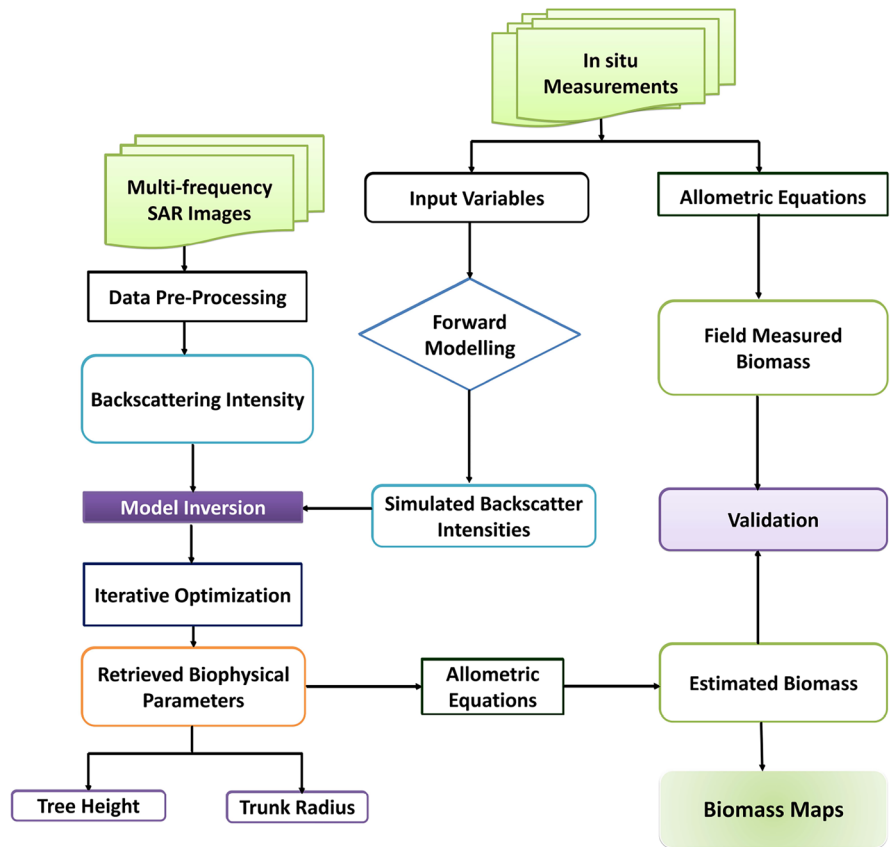 In situ
Measurements
Multi-frequency
SAR Images
Input Variables
Allometric Equations
Data Pre-Processing
Forward
Modelling
Field Measured
Biomass
Backscattering Intensity
Model Inversion
Simulated Backscatter
Intensities
Validation
Iterative Optimization
Retrieved Biophysical
Parameters
Allometric
Equations
Estimated Biomass
Tree Height
Trunk Radius
Biomass Maps